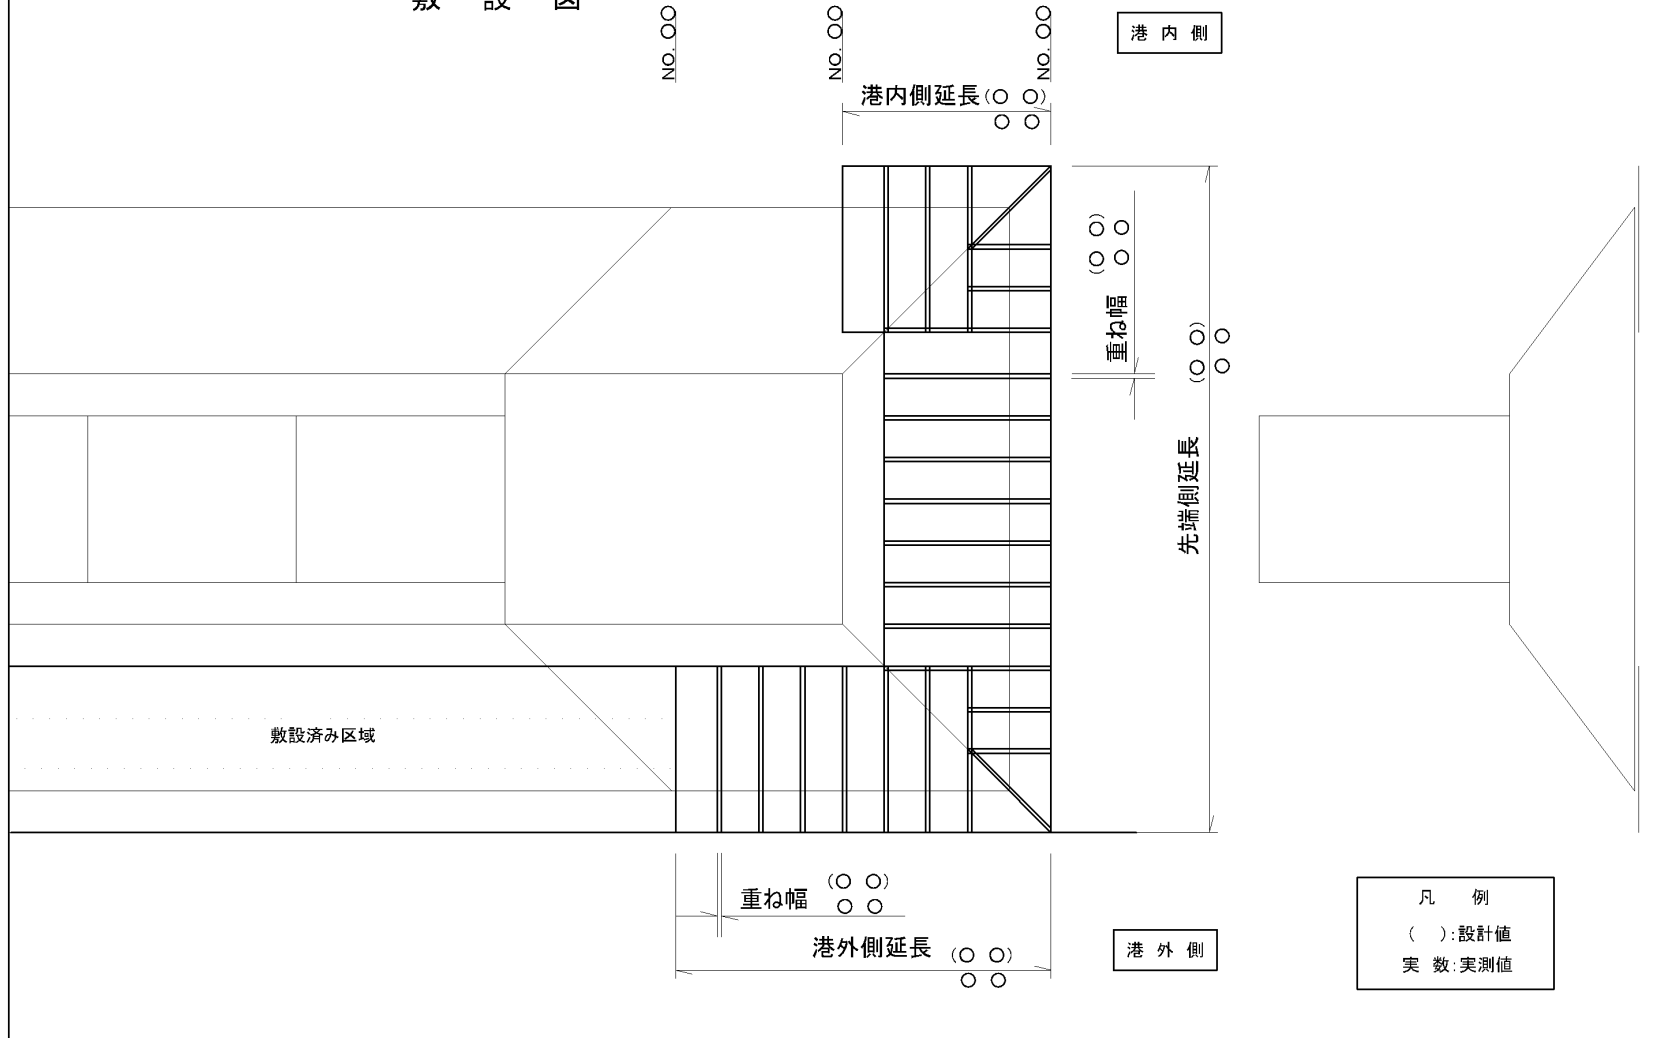 敷 設 図
NO. ○○
NO. ○○
NO. ○○
港 内 側
港内側延長(○ ○)
○ ○
重ね幅
(○ ○)
○ ○
先端側延長
(○ ○)
○ ○
敷設済み区域
重ね幅 (○ ○)
○ ○
港外側延長 (○ ○)
○ ○
港 外 側
凡 例
( ):設計値
実 数:実測値